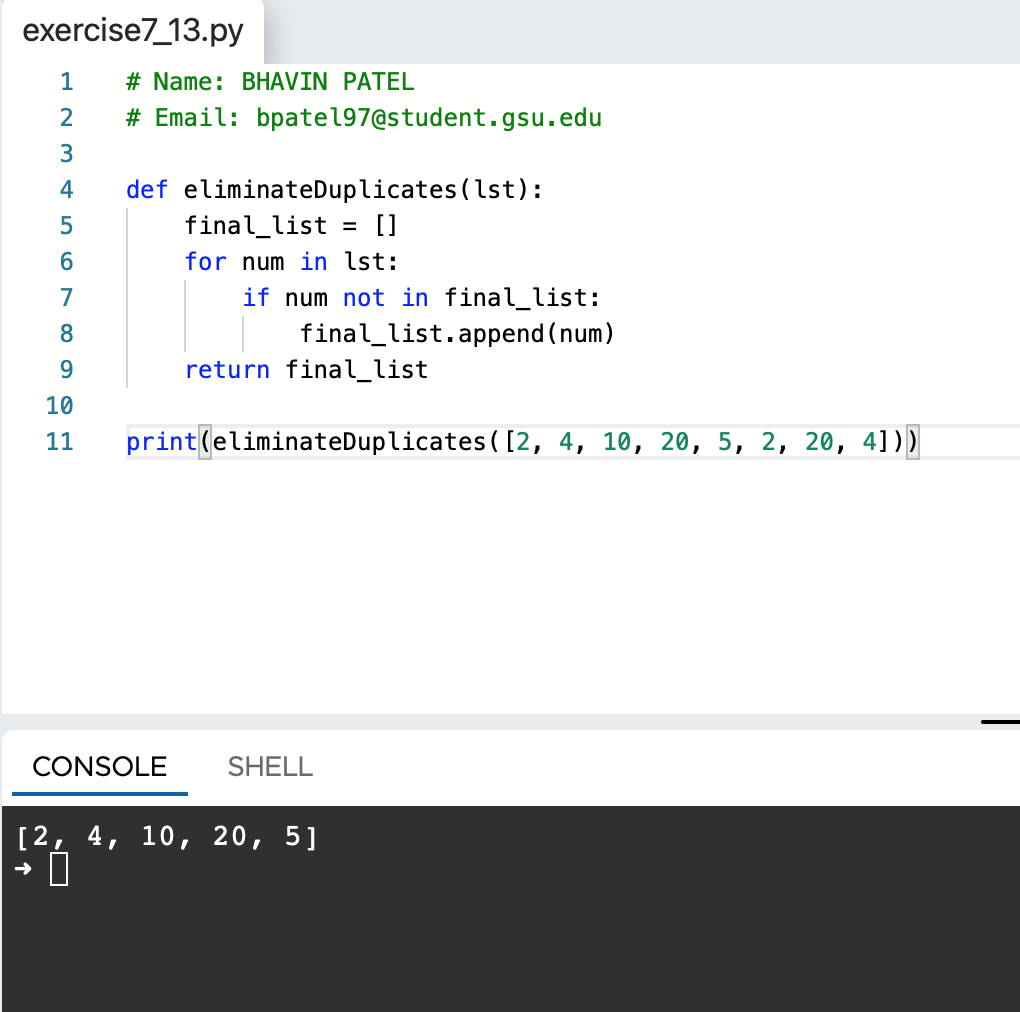 exercise7_13.py
1 # Name: BHAVIN PATEL
2 # Email: bpatel97@student.gsu.edu
3
4 def eliminateDuplicates(lst):
5     final_list = []
6     for num in lst:
7         if num not in final_list:
8             final_list.append(num)
9     return final_list
10
11 print(eliminateDuplicates([2, 4, 10, 20, 5, 2, 20, 4]))
CONSOLE SHELL
[2, 4, 10, 20, 5]
➜